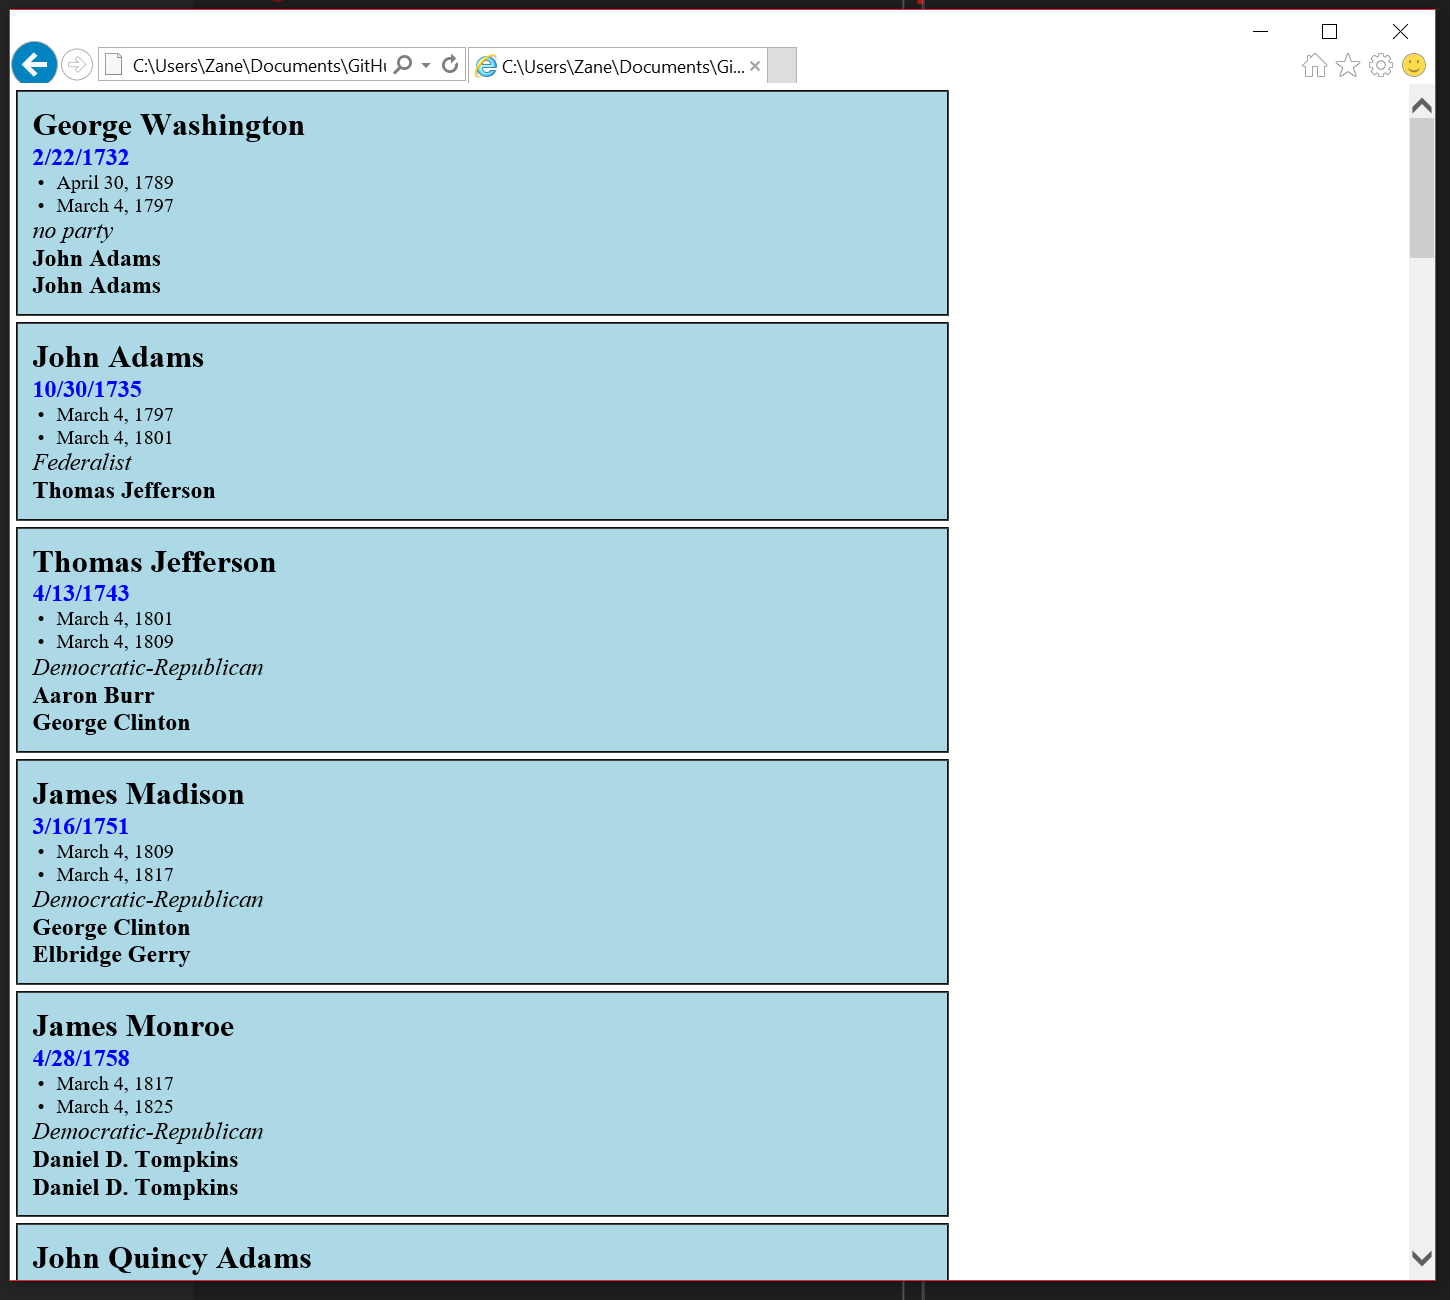 C:\Users\Zane\Documents\GitHu
C:\Users\Zane\Documents\Gi...
George Washington
2/22/1732
• April 30, 1789
• March 4, 1797
no party
John Adams
John Adams
John Adams
10/30/1735
• March 4, 1797
• March 4, 1801
Federalist
Thomas Jefferson
Thomas Jefferson
4/13/1743
• March 4, 1801
• March 4, 1809
Democratic-Republican
Aaron Burr
George Clinton
James Madison
3/16/1751
• March 4, 1809
• March 4, 1817
Democratic-Republican
George Clinton
Elbridge Gerry
James Monroe
4/28/1758
• March 4, 1817
• March 4, 1825
Democratic-Republican
Daniel D. Tompkins
Daniel D. Tompkins
John Quincy Adams